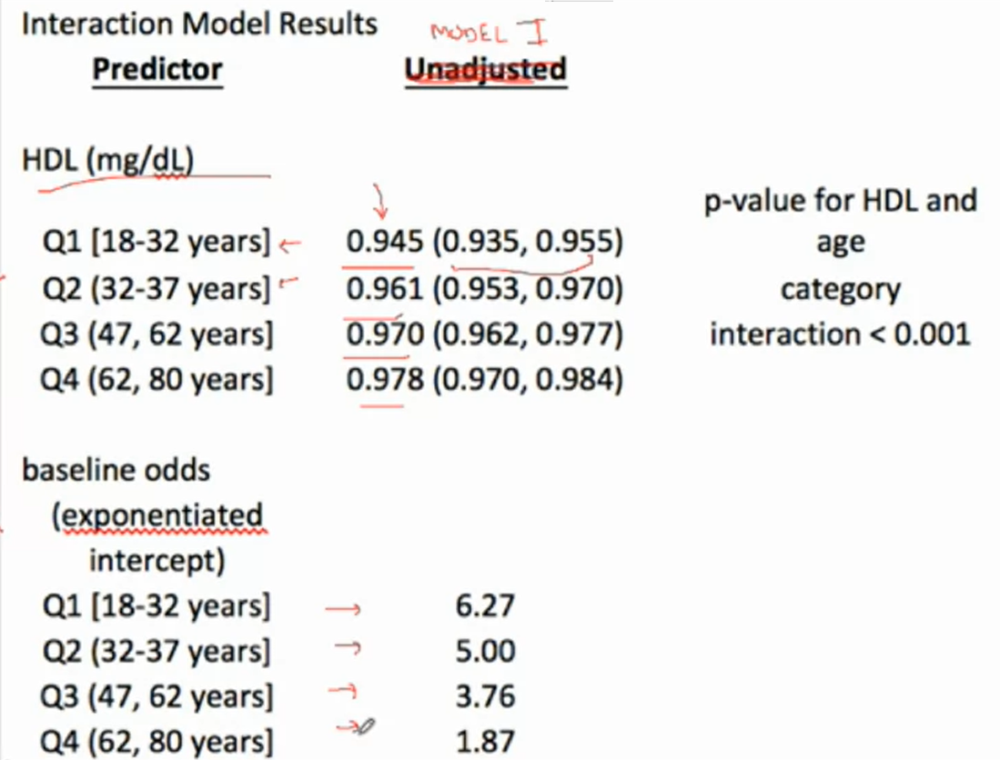 Interaction Model Results
MODEL I
Predictor Unadjusted
HDL (mg/dL)
p-value for HDL and
Q1 [18-32 years] 0.945 (0.935, 0.955) age
Q2 (32-37 years] 0.961 (0.953, 0.970) category
Q3 (47, 62 years] 0.970 (0.962, 0.977) interaction < 0.001
Q4 (62, 80 years] 0.978 (0.970, 0.984)
baseline odds
(exponentiated
intercept)
Q1 [18-32 years] 6.27
Q2 (32-37 years] 5.00
Q3 (47, 62 years] 3.76
Q4 (62, 80 years] 1.87